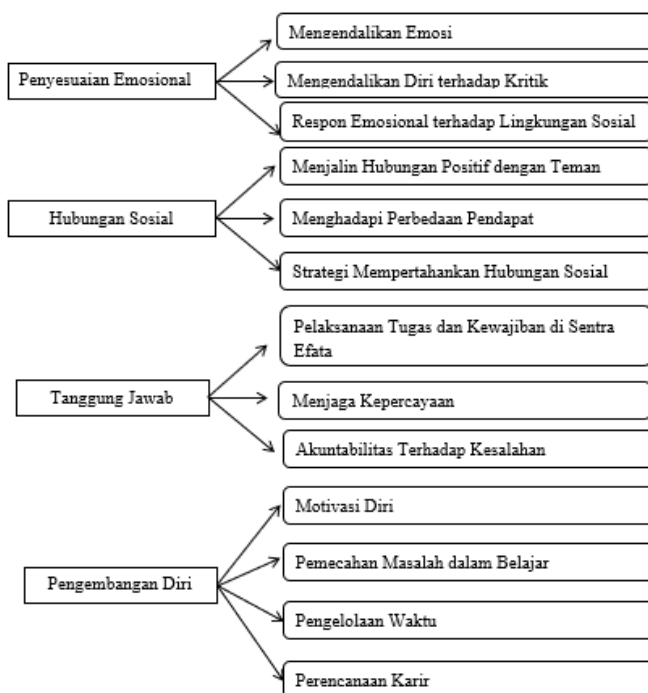 Penyesuaian Emosional
Mengendalikan Emosi
Mengendalikan Diri terhadap Kritik
Respon Emosional terhadap Lingkungan Sosial
Hubungan Sosial
Menjalin Hubungan Positif dengan Teman
Menghadapi Perbedaan Pendapat
Strategi Mempertahankan Hubungan Sosial
Tanggung Jawab
Pelaksanaan Tugas dan Kewajiban di Sentra
Efata
Menjaga Kepercayaan
Akuntabilitas Terhadap Kesalahan
Pengembangan Diri
Motivasi Diri
Pemecahan Masalah dalam Belajar
Pengelolaan Waktu
Perencanaan Karir